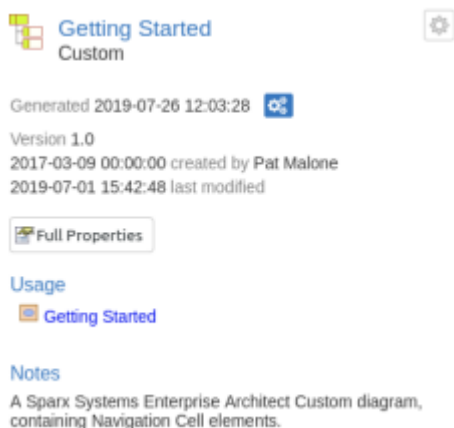 Getting Started
Custom
Generated 2019-07-26 12:03:28
Version 1.0
2017-03-09 00:00:00 created by Pat Malone
2019-07-01 15:42:48 last modified
Full Properties
Usage
Getting Started
Notes
A Sparx Systems Enterprise Architect Custom diagram,
containing Navigation Cell elements.